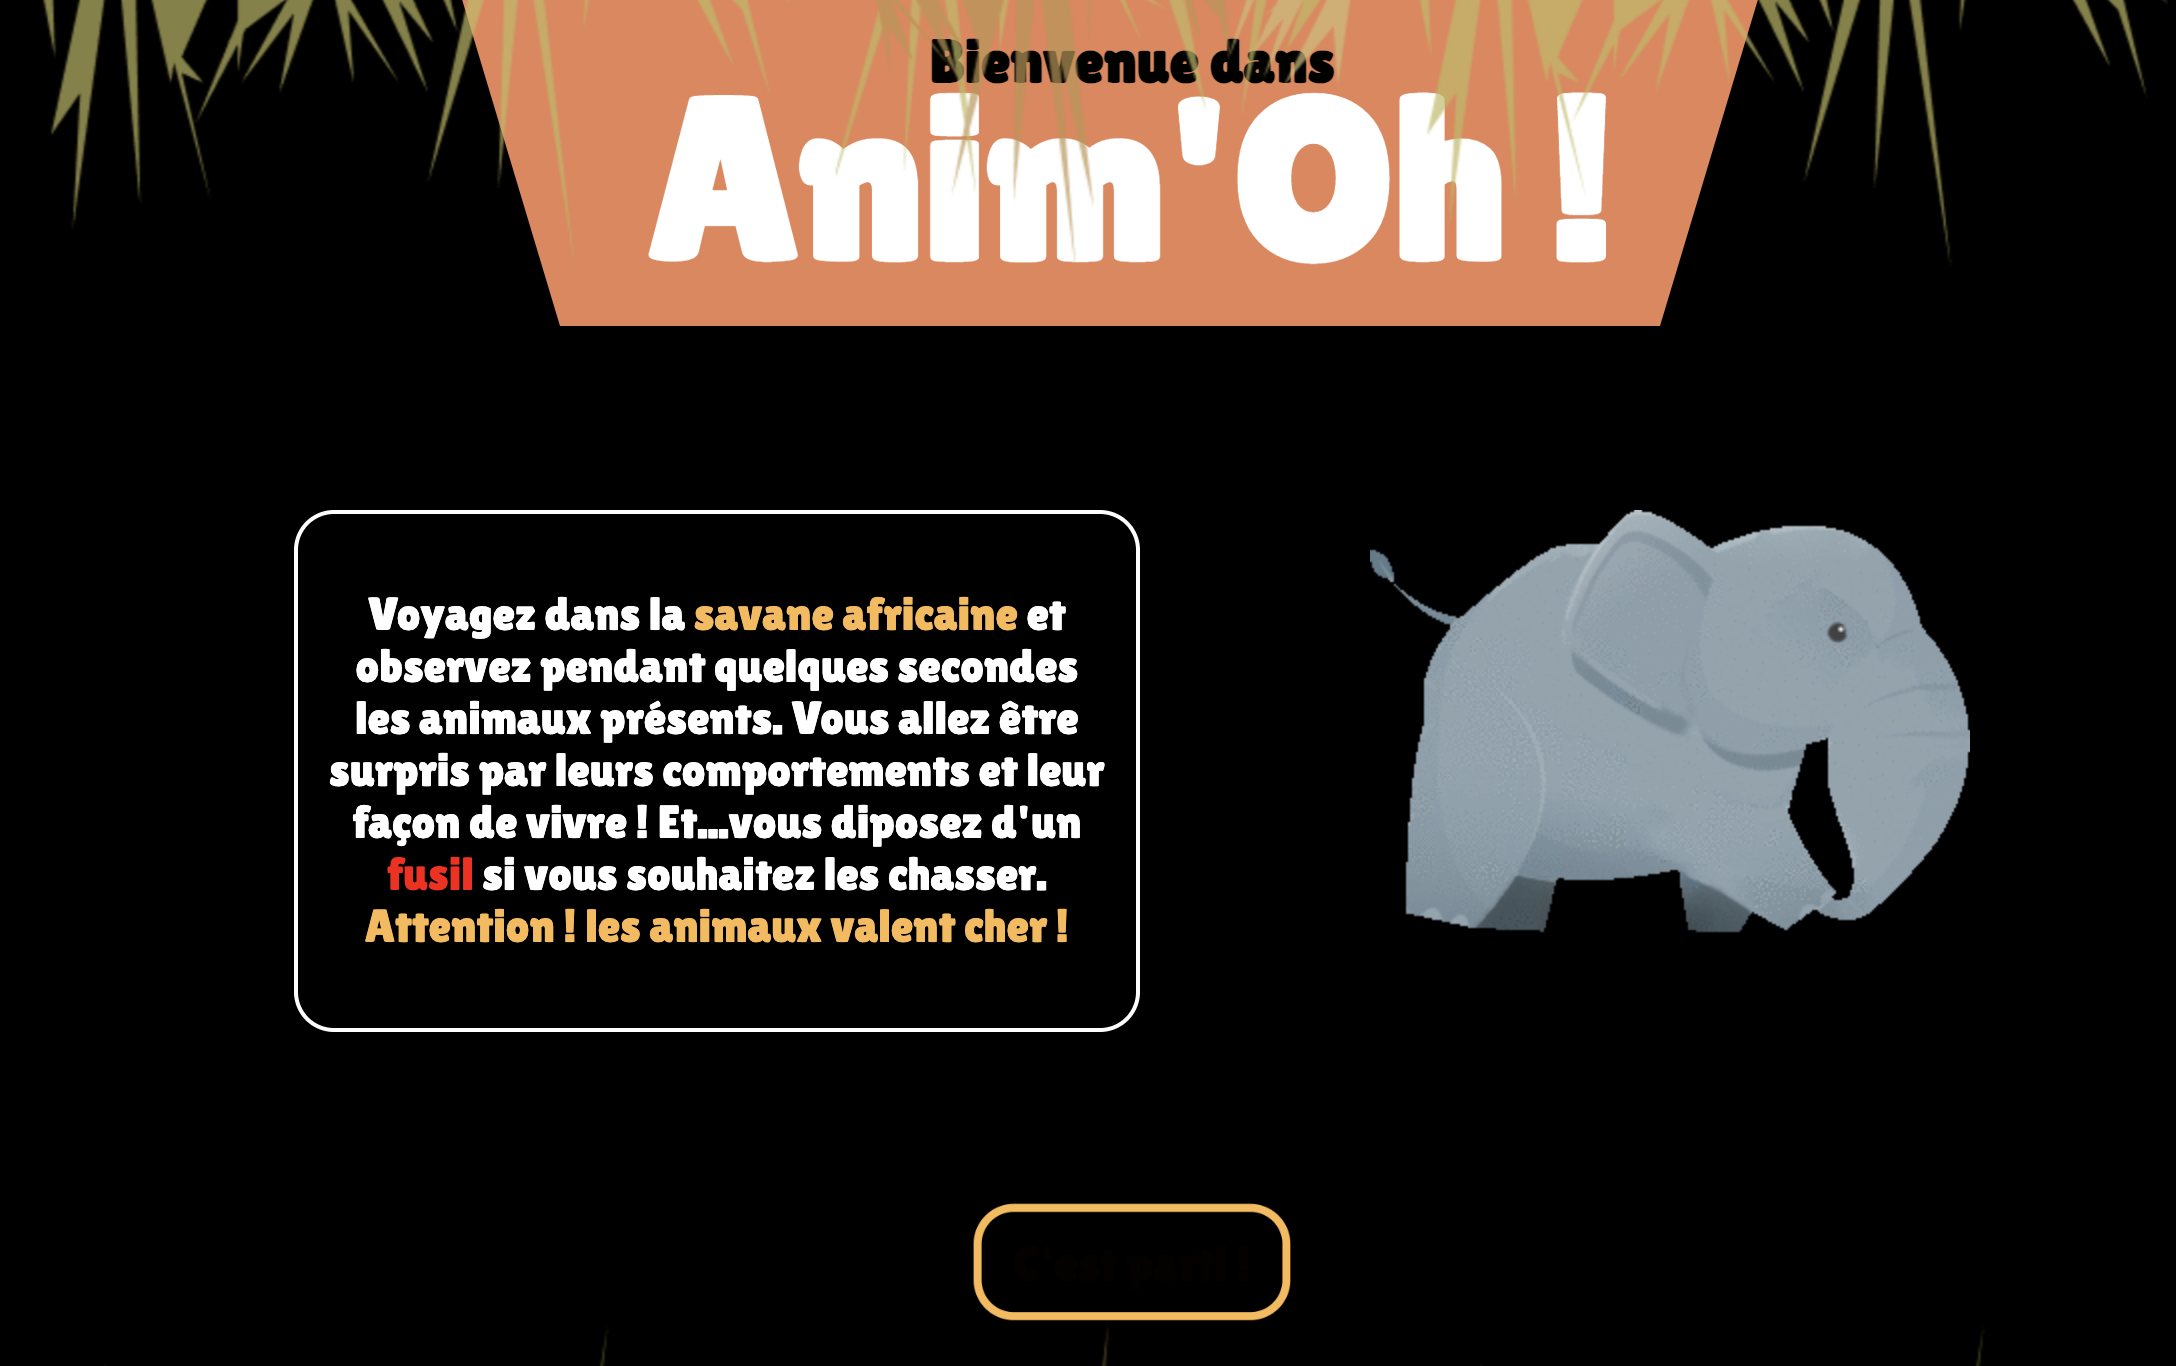 Bienvenue dans
Anim'Oh !
Voyagez dans la savane africaine et
observez pendant quelques secondes
les animaux présents. Vous allez être
surpris par leurs comportements et leur
façon de vivre ! Et...vous diposez d'un
fusil si vous souhaitez les chasser.
Attention ! les animaux valent cher !
C'est parti !